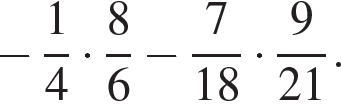 − 1/4 · 8/6 − 7/18 · 9/21.